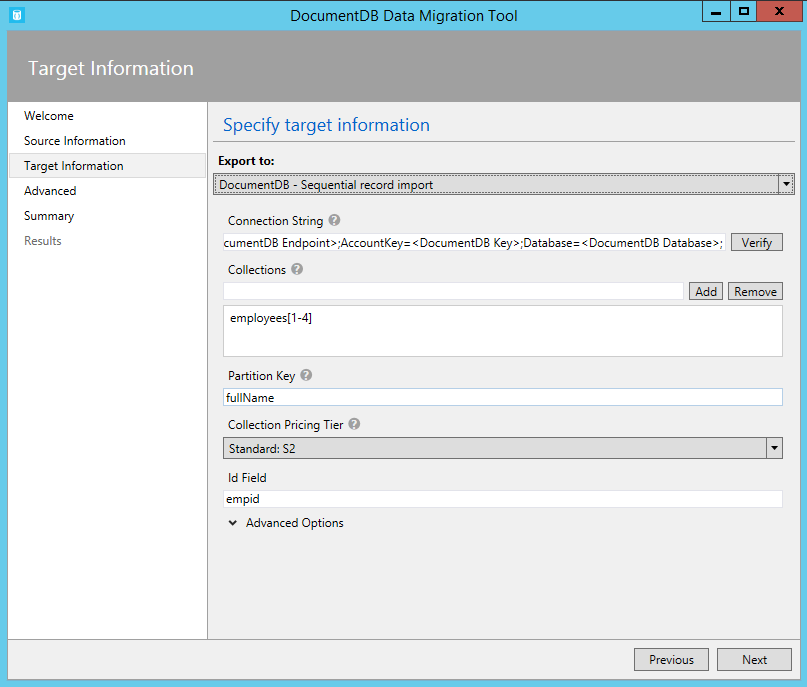 DocumentDB Data Migration Tool
Target Information
Welcome
Source Information
Target Information
Advanced
Summary
Results
Specify target information
Export to:
DocumentDB - Sequential record import
Connection String ?
cumentDB Endpoint>;AccountKey=<DocumentDB Key>;Database=<DocumentDB Database>; Verify
Collections ?
Add Remove
employees[1-4]
Partition Key ?
fullName
Collection Pricing Tier ?
Standard: S2
Id Field
empid
Advanced Options
Previous Next